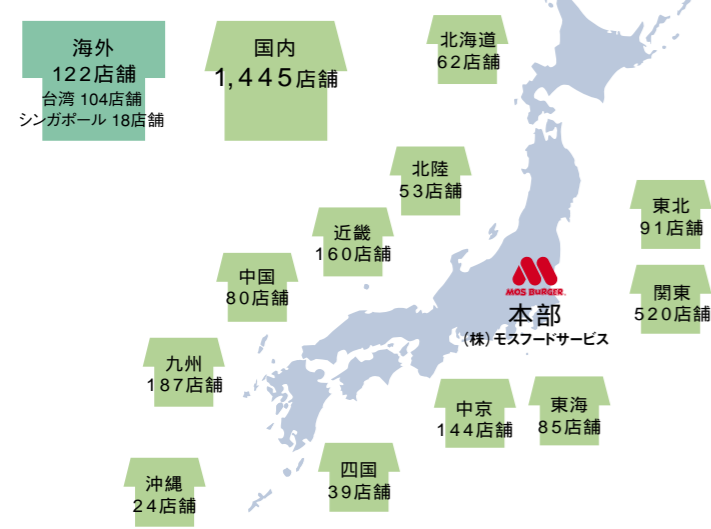 海外
122店舗
台湾 104店舗
シンガポール 18店舗
国内
1,445店舗
北海道
62店舗
北陸
53店舗
東北
91店舗
近畿
160店舗
中国
80店舗
関東
520店舗
MOS BURGER.
本部
(株)モスフードサービス
九州
187店舗
中京
144店舗
東海
85店舗
四国
39店舗
沖縄
24店舗